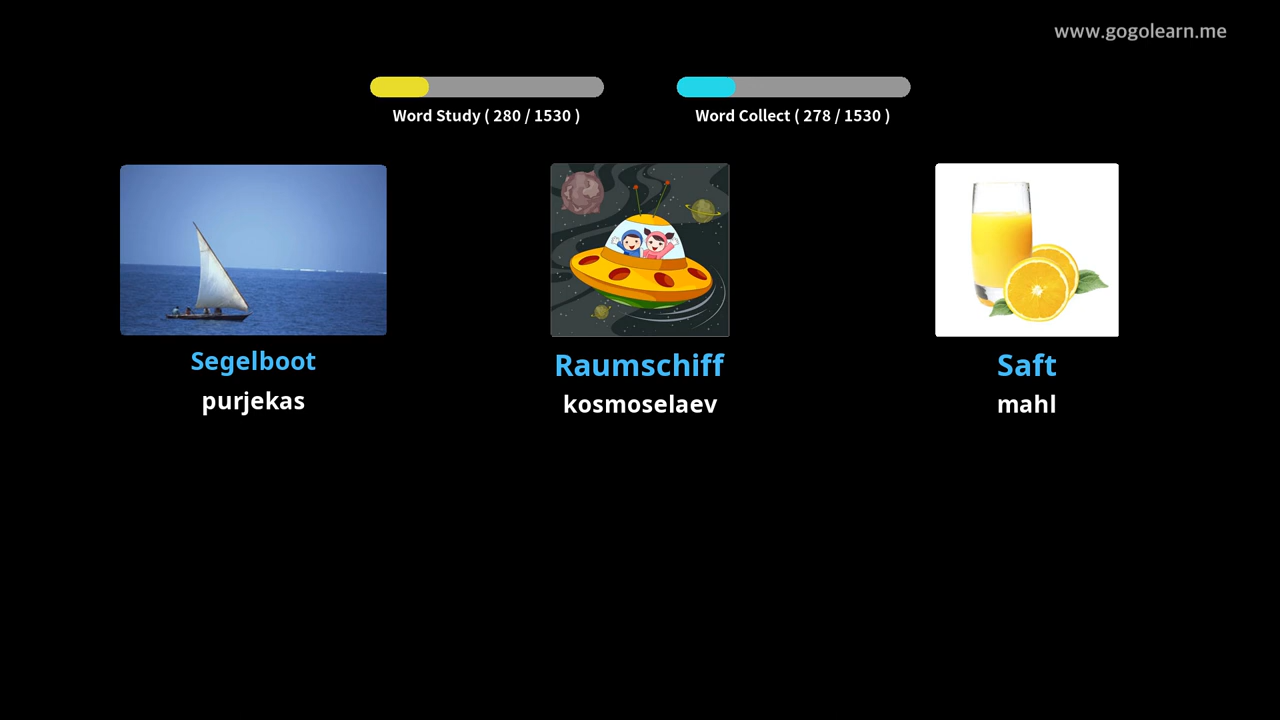 www.gogolearn.me
Word Study ( 280 / 1530 )
Word Collect ( 278 / 1530 )
Segelboot
purjekas
Raumschiff
kosmoselaev
Saft
mahl